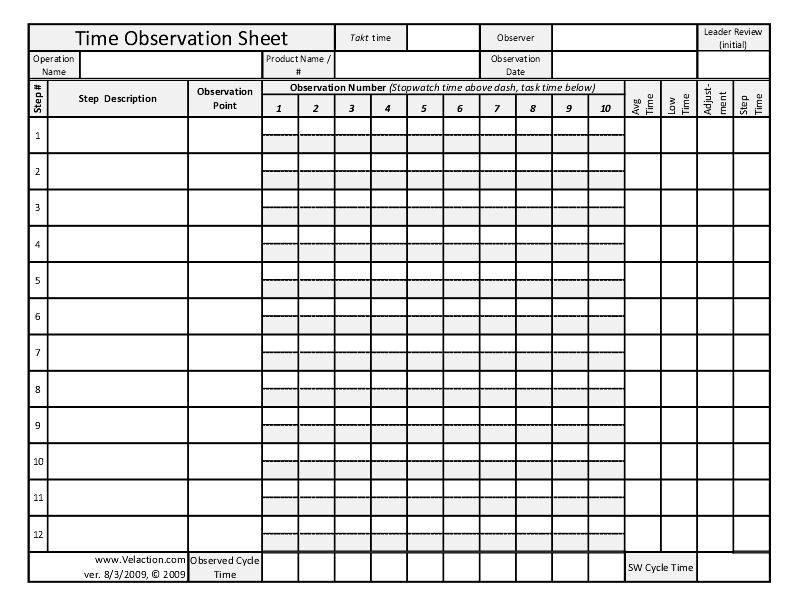 Time Observation Sheet
Takt time
Observer
Leader Review
(initial)
Operation
Name
Product Name /
#
Observation
Date
Step #
Step Description
Observation
Point
Observation Number (Stopwatch time above dash, task time below)
1 2 3 4 5 6 7 8 9 10
Avg
Time
Low
Time
Adjust-
ment
Step
Time
1
2
3
4
5
6
7
8
9
10
11
12
www.Velaction.com
ver. 8/3/2009, © 2009
Observed Cycle
Time
SW Cycle Time